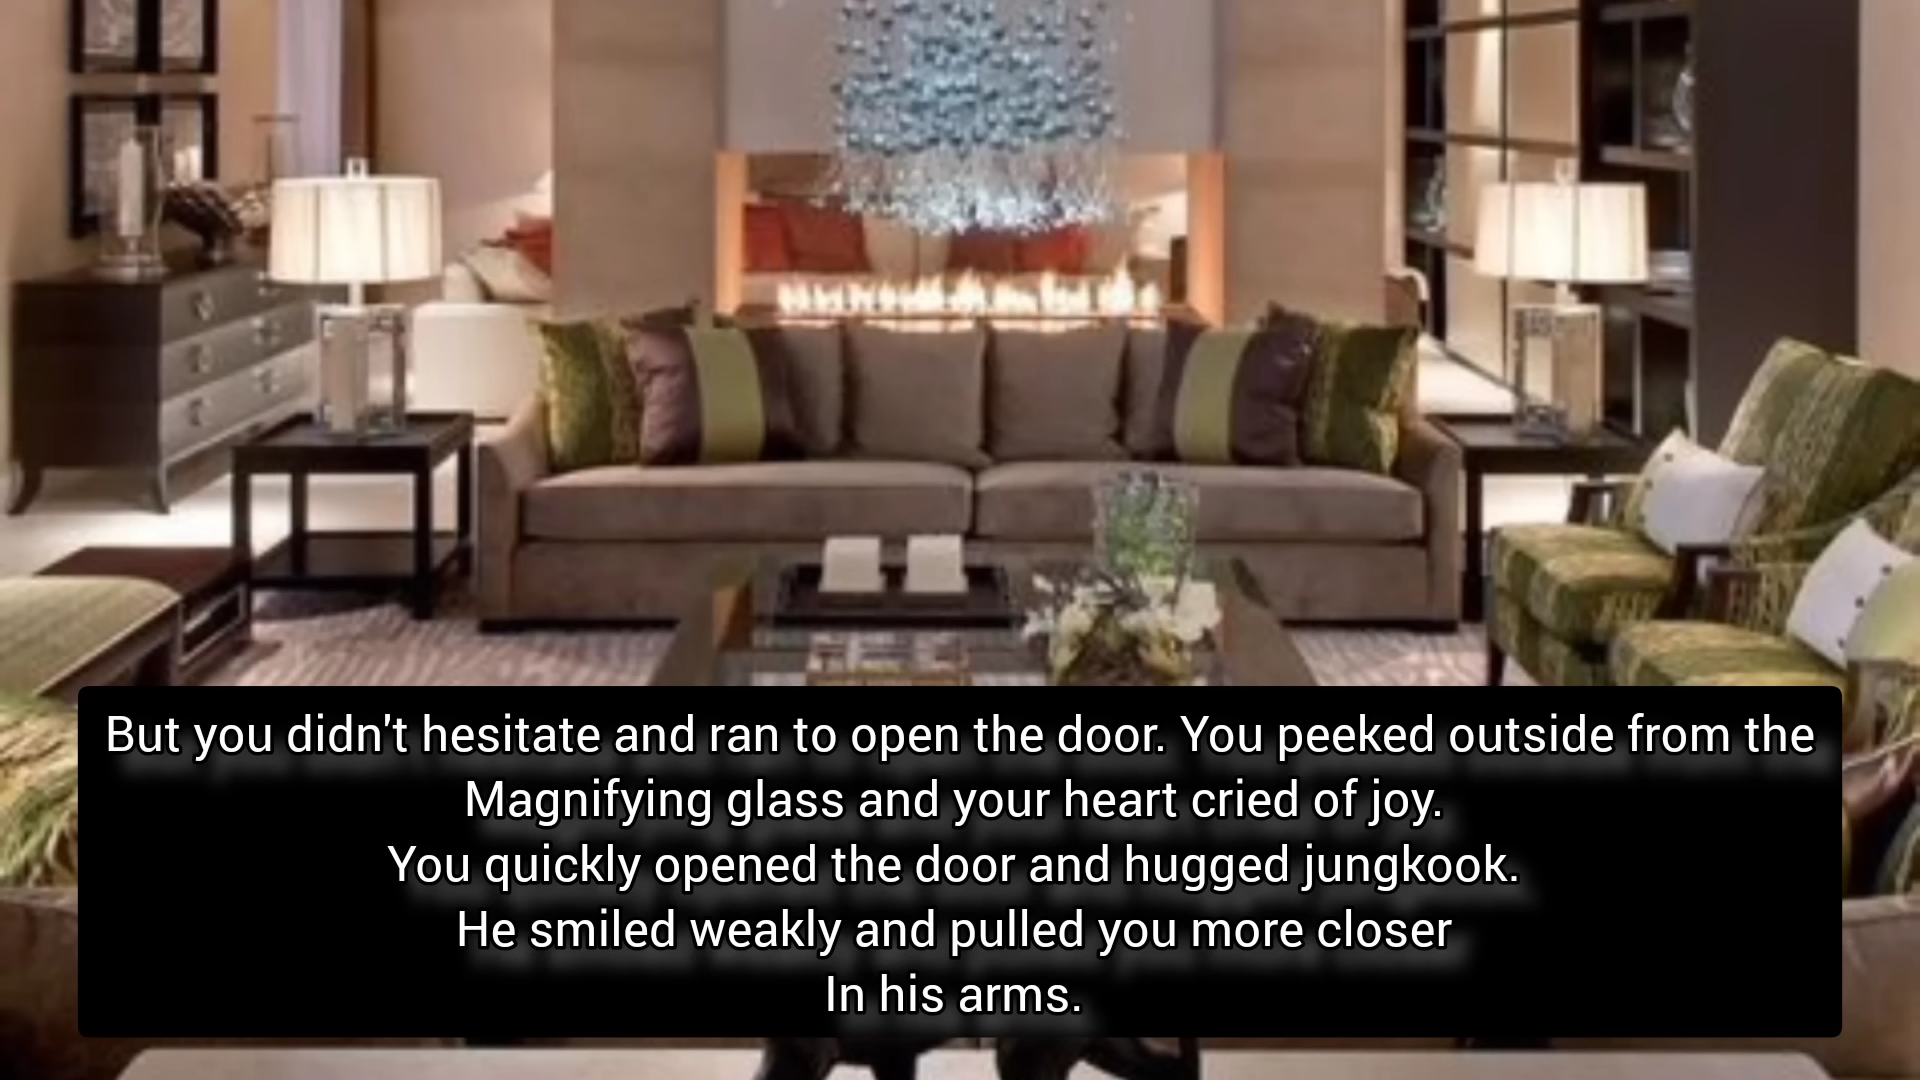 But you didn't hesitate and ran to open the door. You peeked outside from the
Magnifying glass and your heart cried of joy.
You quickly opened the door and hugged jungkook.
He smiled weakly and pulled you more closer
In his arms.